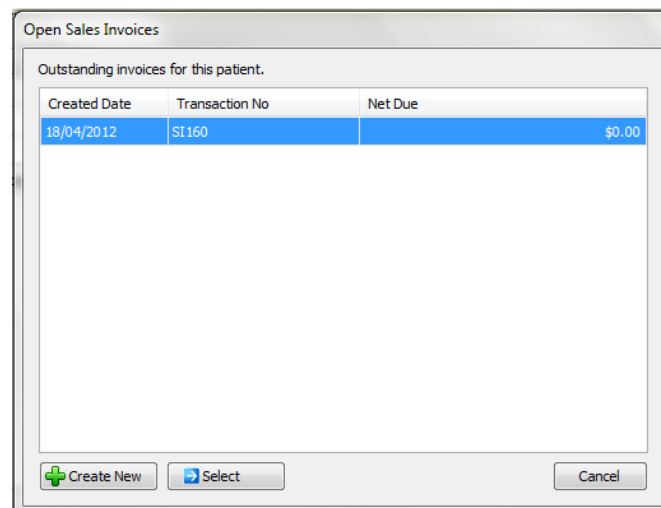 Open Sales Invoices
Outstanding invoices for this patient.
Created Date Transaction No Net Due
18/04/2012 SI160 $0.00
Create New Select Cancel